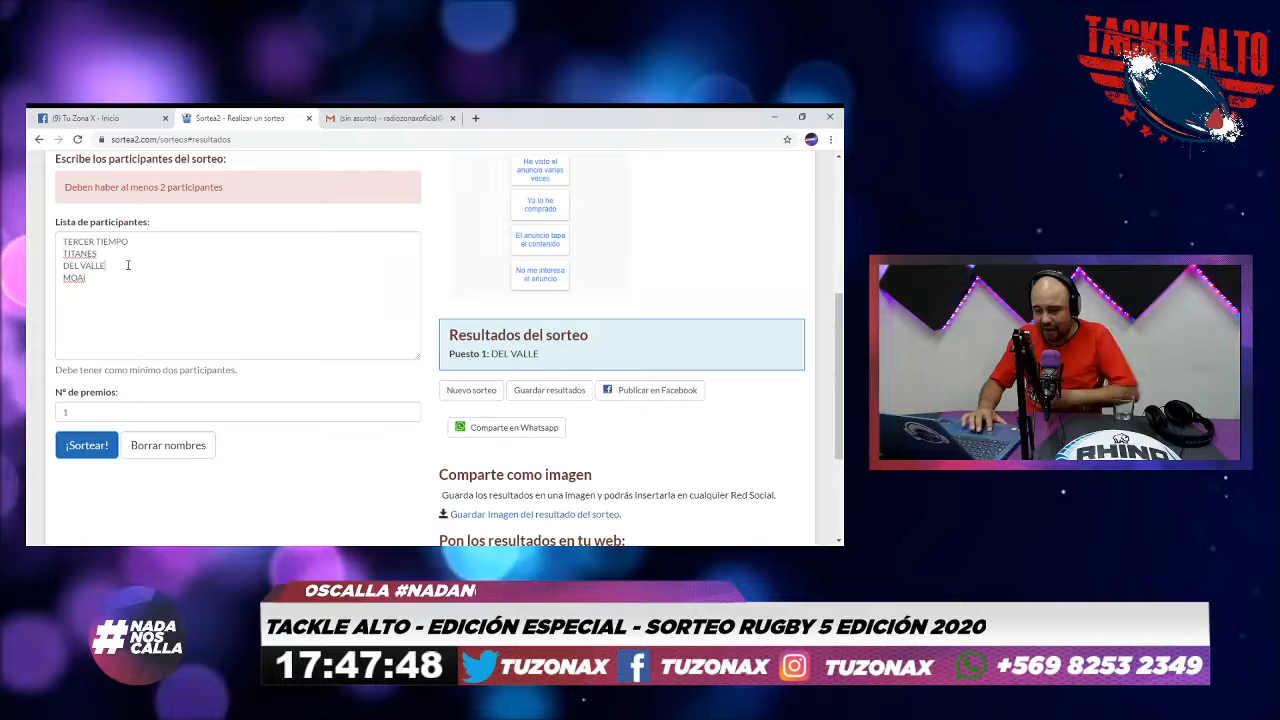 TACKLE ALTO
(9) Tu Zona X - Inicio
Sortea2 - Realizar un sorteo
(sin asunto) - radiozonaxoficial@
sortea2.com/sorteos#resultados
Escribe los participantes del sorteo:
Deben haber al menos 2 participantes
Lista de participantes:
TERCER TIEMPO
TITANES
DEL VALLE
MOAI
Debe tener como mínimo dos participantes.
Nº de premios:
1
¡Sortear!
Borrar nombres
He visto el
anuncio varias
veces
Ya lo he
comprado
El anuncio tapa
el contenido
No me interesa
el anuncio
Resultados del sorteo
Puesto 1: DEL VALLE
Nuevo sorteo
Guardar resultados
Publicar en Facebook
Comparte en Whatsapp
Comparte como imagen
Guarda los resultados en una imagen y podrás insertarla en cualquier Red Social.
Guardar Imagen del resultado del sorteo.
Pon los resultados en tu web:
RHINO
OSCALLA #NADAN
#NADA
NOS
CALLA
TACKLE ALTO - EDICIÓN ESPECIAL - SORTEO RUGBY 5 EDICIÓN 2020
17:47:48
TUZONAX
TUZONAX
TUZONAX
+569 8253 2349